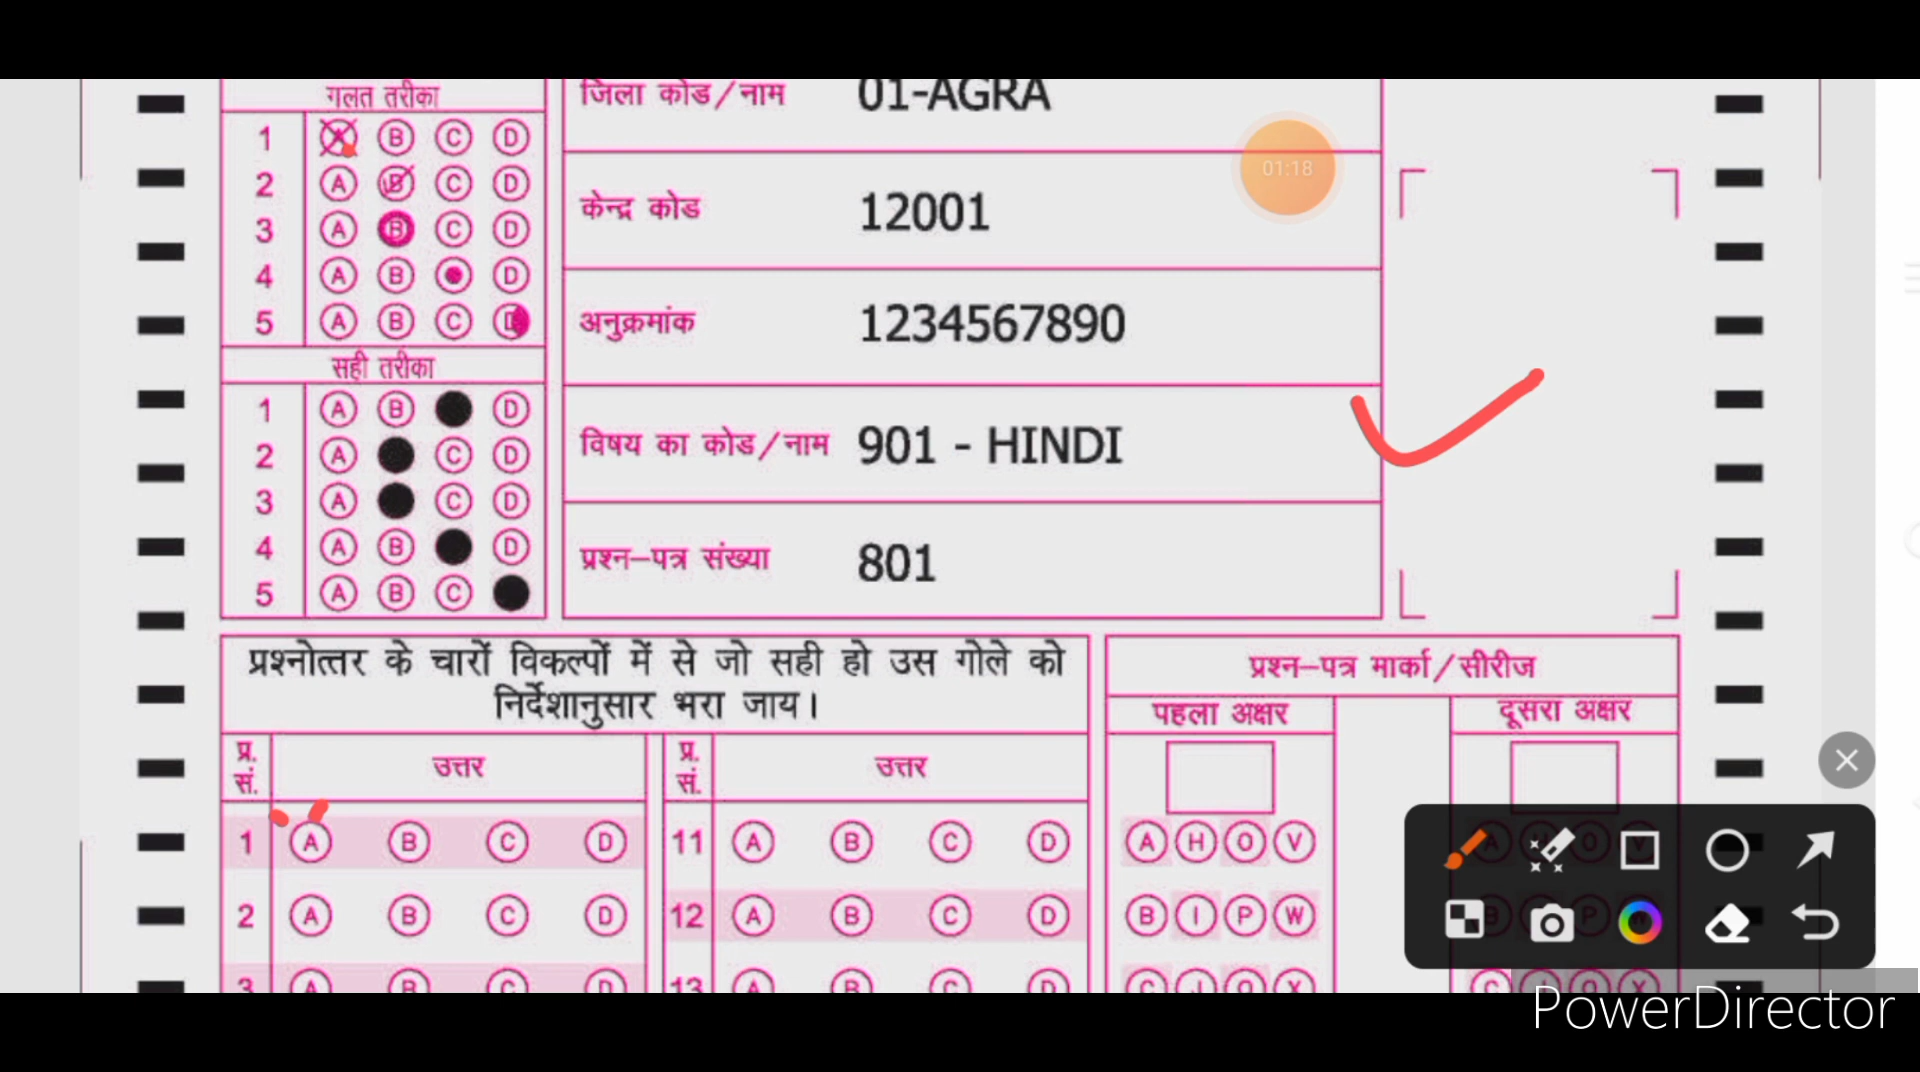 गलत तरीका
1 A B C D
2 A B C D
3 A B C D
4 A B C D
5 A B C D
सही तरीका
1 A B D
2 A C D
3 A C D
4 A B D
5 A B C
जिला कोड/नाम 01-AGRA
केन्द्र कोड 12001
अनुक्रमांक 1234567890
विषय का कोड/नाम 901 - HINDI
प्रश्न-पत्र संख्या 801
01:18
प्रश्नोत्तर के चारों विकल्पों में से जो सही हो उस गोले को
निर्देशानुसार भरा जाय।
प्र. सं. उत्तर प्र. सं. उत्तर
1 A B C D 11 A B C D
2 A B C D 12 A B C D
3 A B C D 13 A B C D
प्रश्न-पत्र मार्का/सीरीज
पहला अक्षर दूसरा अक्षर
A H O V A O V
B I P W B P
C J Q X C Q X
PowerDirector